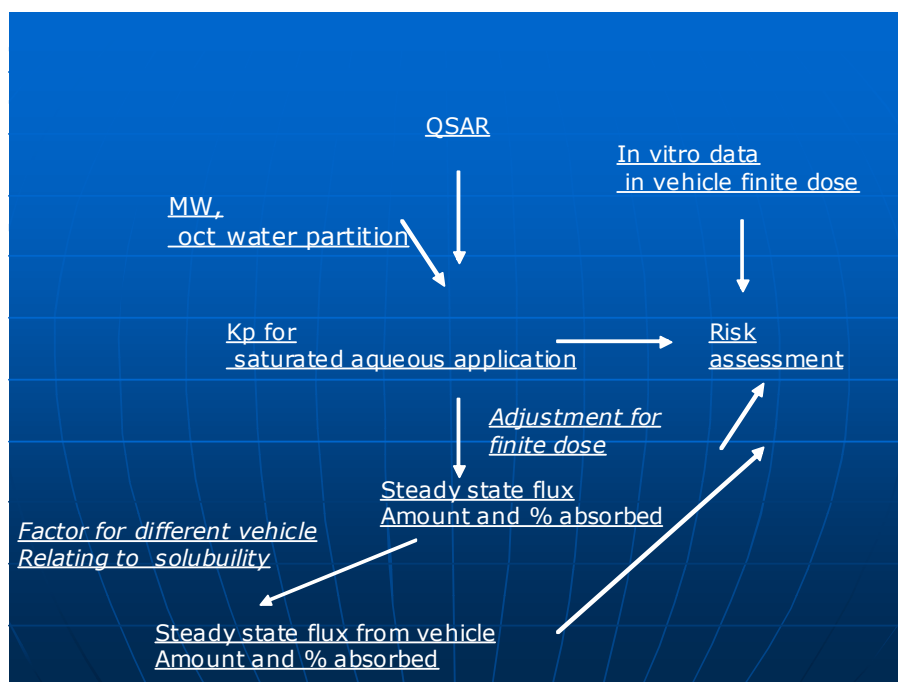 QSAR
In vitro data
in vehicle finite dose
MW,
oct water partition
Kp for
saturated aqueous application
Risk
assessment
Adjustment for
finite dose
Steady state flux
Amount and % absorbed
Factor for different vehicle
Relating to solubuility
Steady state flux from vehicle
Amount and % absorbed